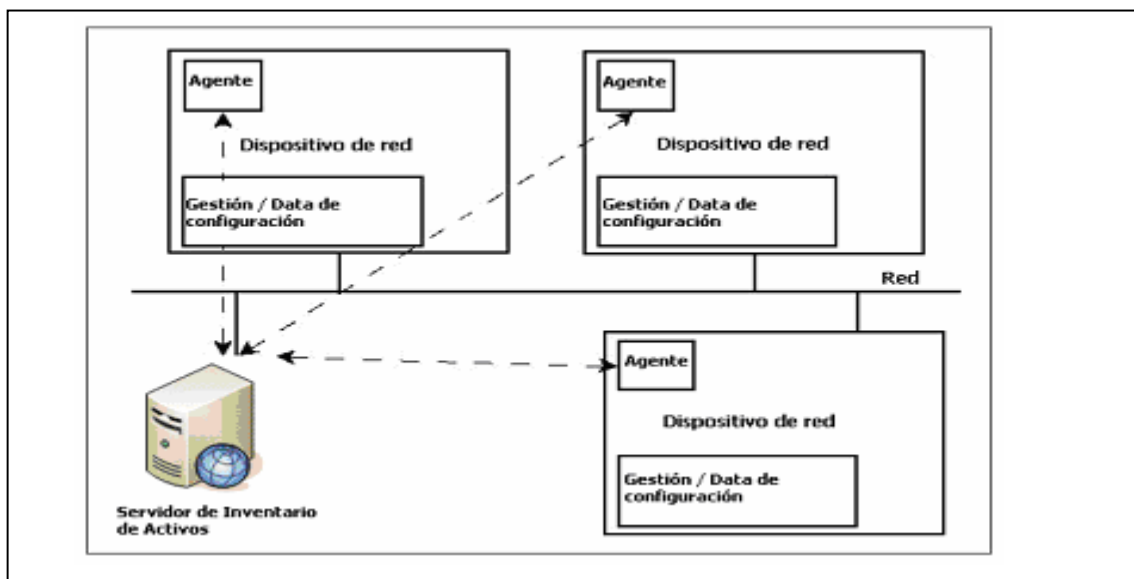 Agente
Dispositivo de red
Gestión / Data de
configuración
Agente
Dispositivo de red
Gestión / Data de
configuración
Red
Agente
Dispositivo de red
Gestión / Data de
configuración
Servidor de Inventario
de Activos